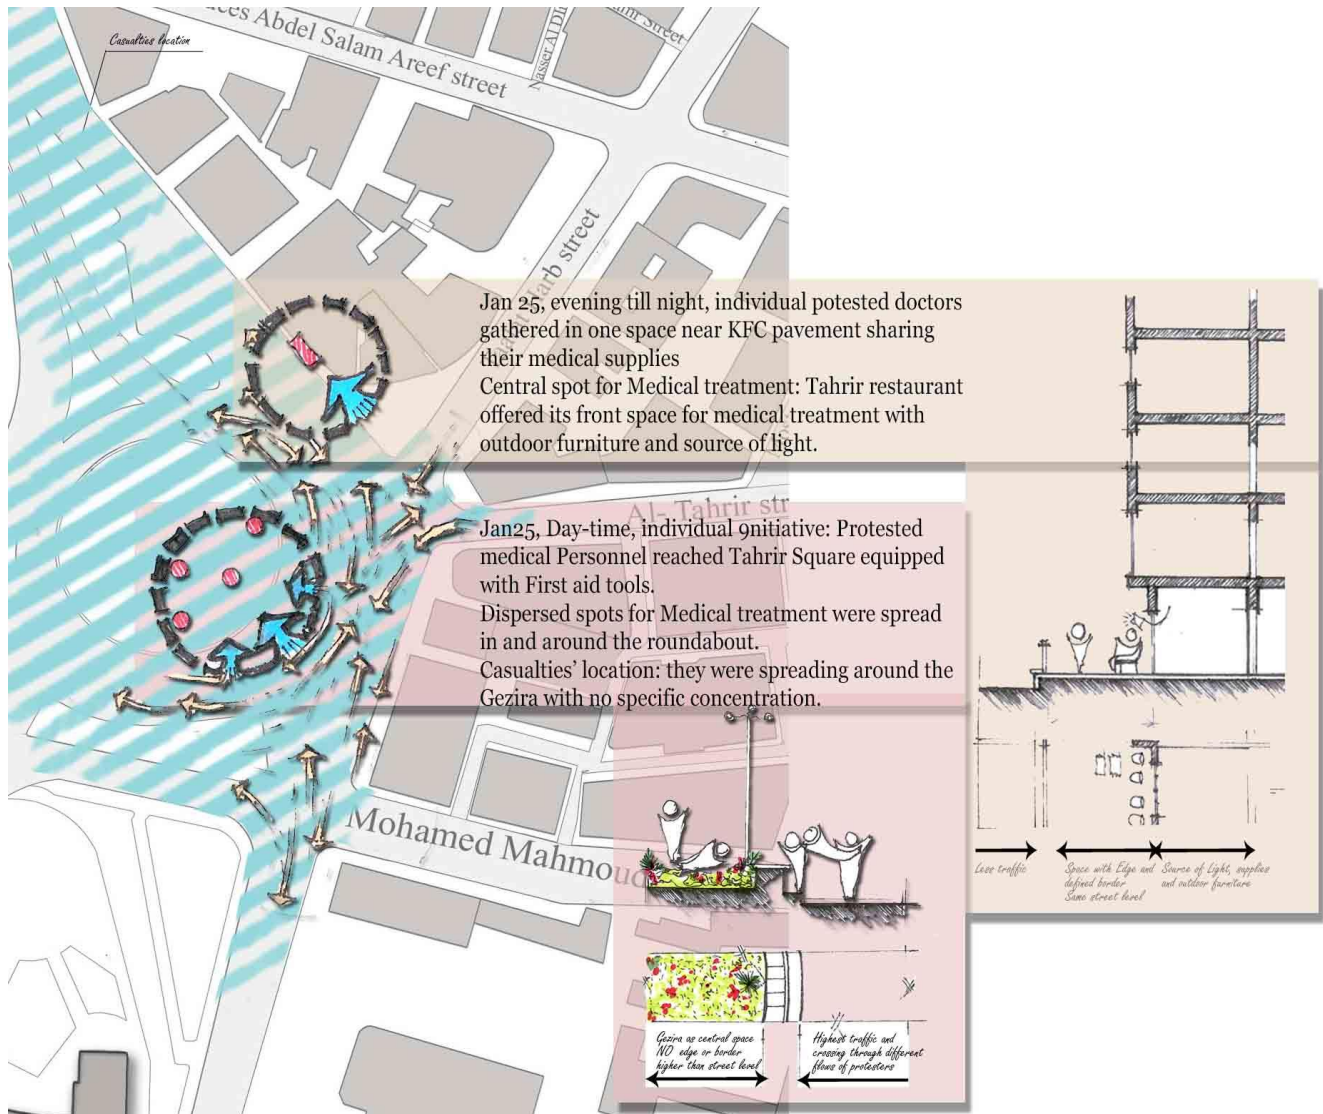 Casualties location
Abdel Salam Areef street
Nasser Al Di
Street
Harb street
Jan 25, evening till night, individual potested doctors
gathered in one space near KFC pavement sharing
their medical supplies
Central spot for Medical treatment: Tahrir restaurant
offered its front space for medical treatment with
outdoor furniture and source of light.
Al- Tahrir str
Jan25, Day-time, individual 9nitiative: Protested
medical Personnel reached Tahrir Square equipped
with First aid tools.
Dispersed spots for Medical treatment were spread
in and around the roundabout.
Casualties’ location: they were spreading around the
Gezira with no specific concentration.
Mohamed Mahmoud
Less traffic
Space with Edge and
defined border
Same street level
Source of Light, supplies
and outdoor furniture
Gezira as central space
NO edge or border
higher than street level
Highest traffic and
crossing through different
flows of protesters